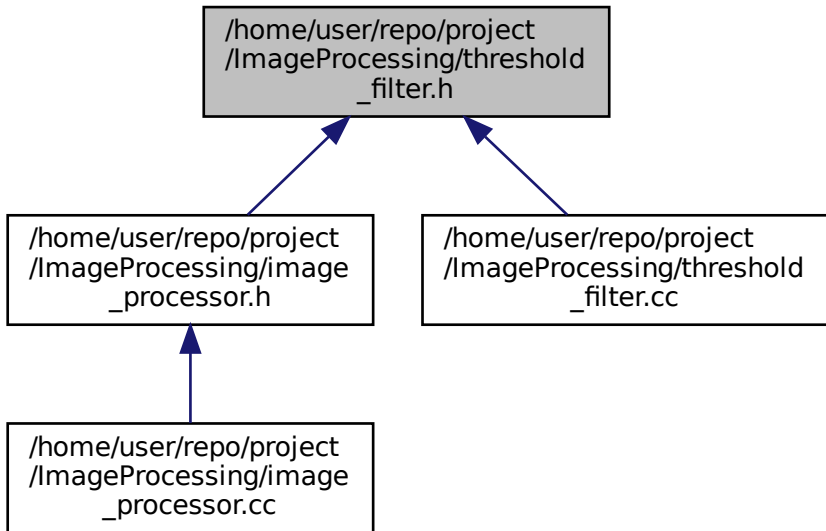 /home/user/repo/project
/ImageProcessing/threshold
_filter.h
/home/user/repo/project
/ImageProcessing/image
_processor.h
/home/user/repo/project
/ImageProcessing/threshold
_filter.cc
/home/user/repo/project
/ImageProcessing/image
_processor.cc